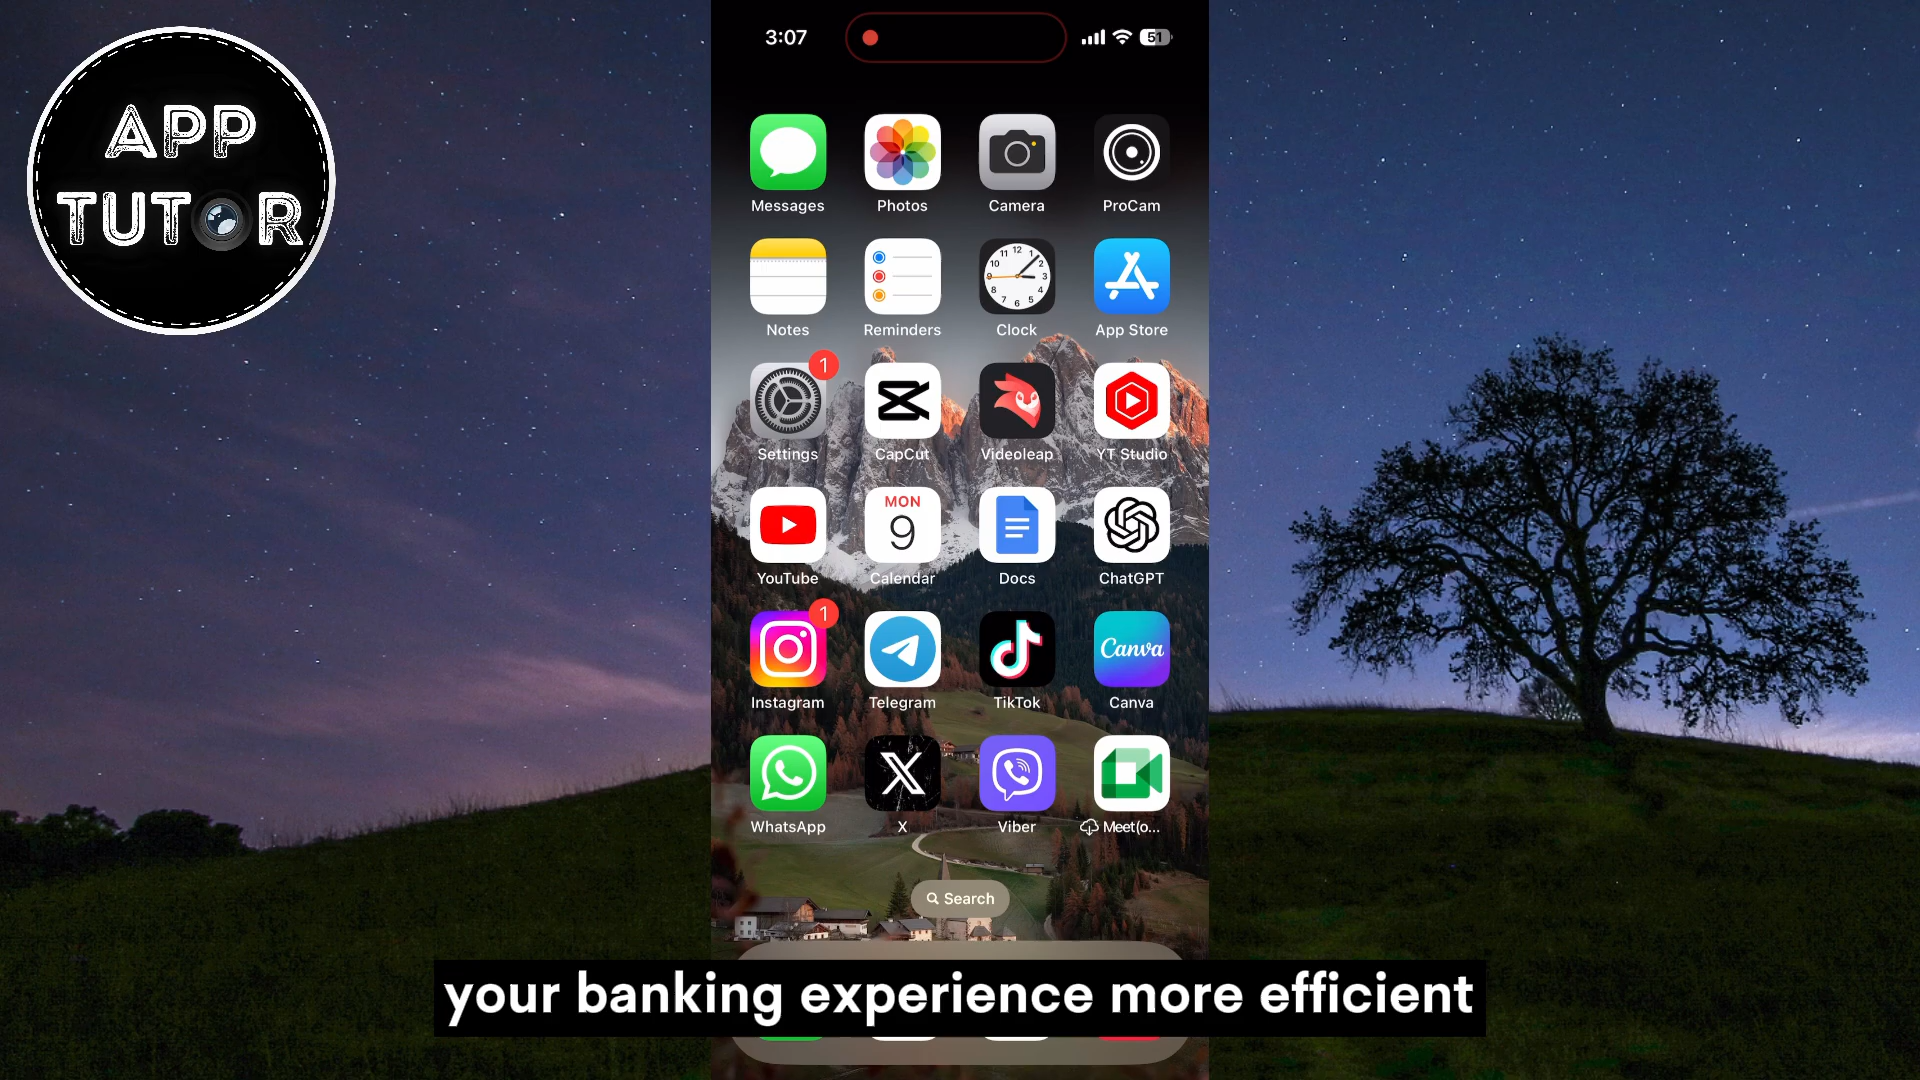 APP
TUTOR
3:07
51
Messages
Photos
Camera
ProCam
Notes
Reminders
Clock
App Store
1
Settings
CapCut
Videoleap
YT Studio
MON
9
YouTube
Calendar
Docs
ChatGPT
1
Canva
Instagram
Telegram
TikTok
Canva
WhatsApp
X
Viber
Meet(o...
Search
your banking experience more efficient